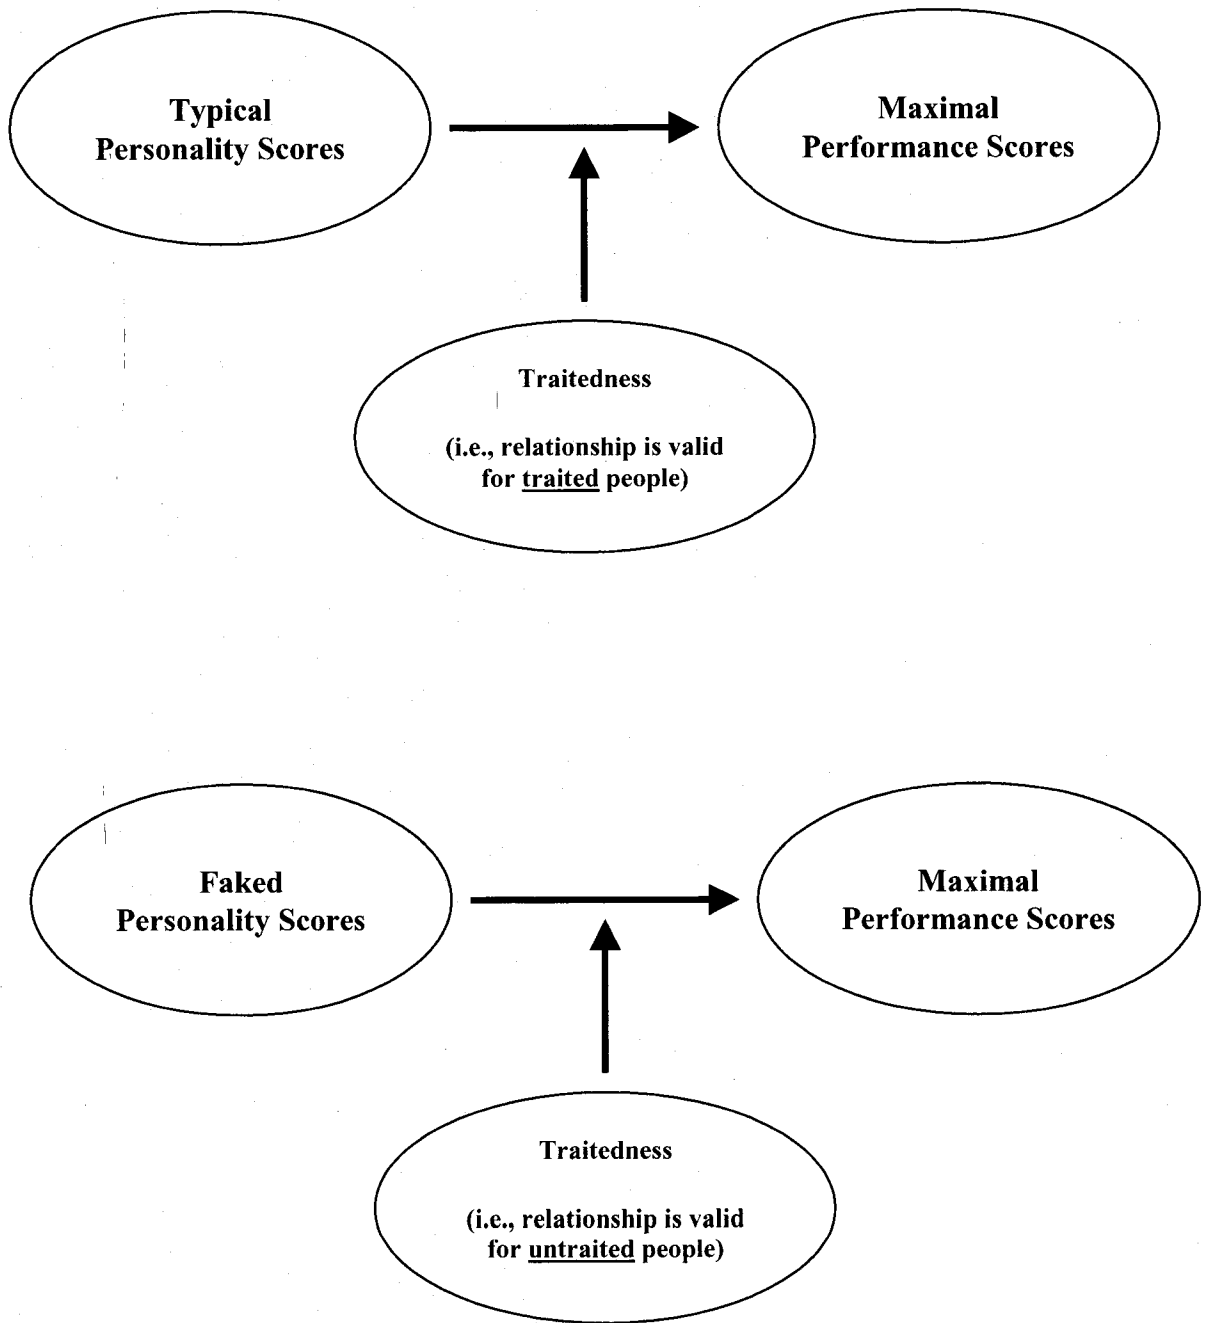 Typical
Personality Scores
Maximal
Performance Scores
Traitedness
(i.e., relationship is valid
for traited people)
Faked
Personality Scores
Maximal
Performance Scores
Traitedness
(i.e., relationship is valid
for untraited people)